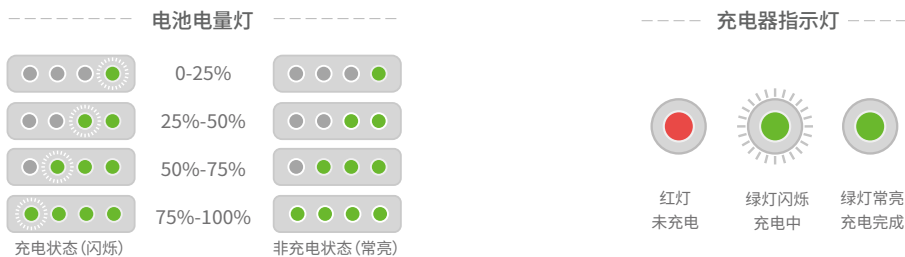 电池电量灯
0-25%
25%-50%
50%-75%
75%-100%
充电状态（闪烁）
非充电状态（常亮）
充电器指示灯
红灯
未充电
绿灯闪烁
充电中
绿灯常亮
充电完成